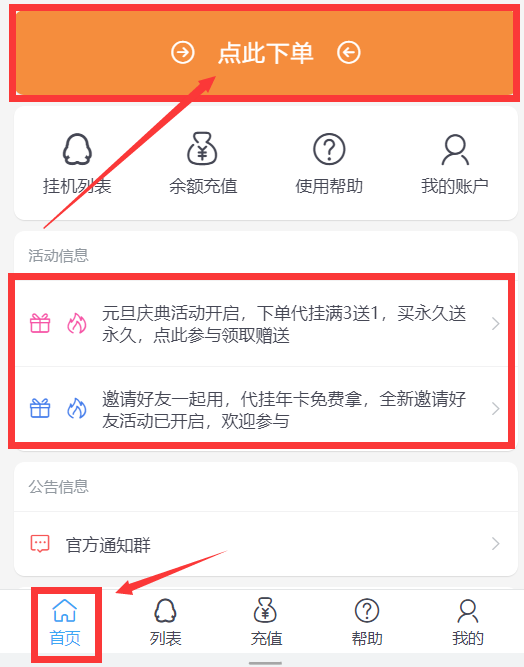 点此下单
挂机列表
余额充值
使用帮助
我的账户
活动信息
元旦庆典活动开启，下单代挂满3送1，买永久送
永久，点此参与领取赠送
邀请好友一起用，代挂年卡免费拿，全新邀请好
友活动已开启，欢迎参与
公告信息
官方通知群
首页
列表
充值
帮助
我的